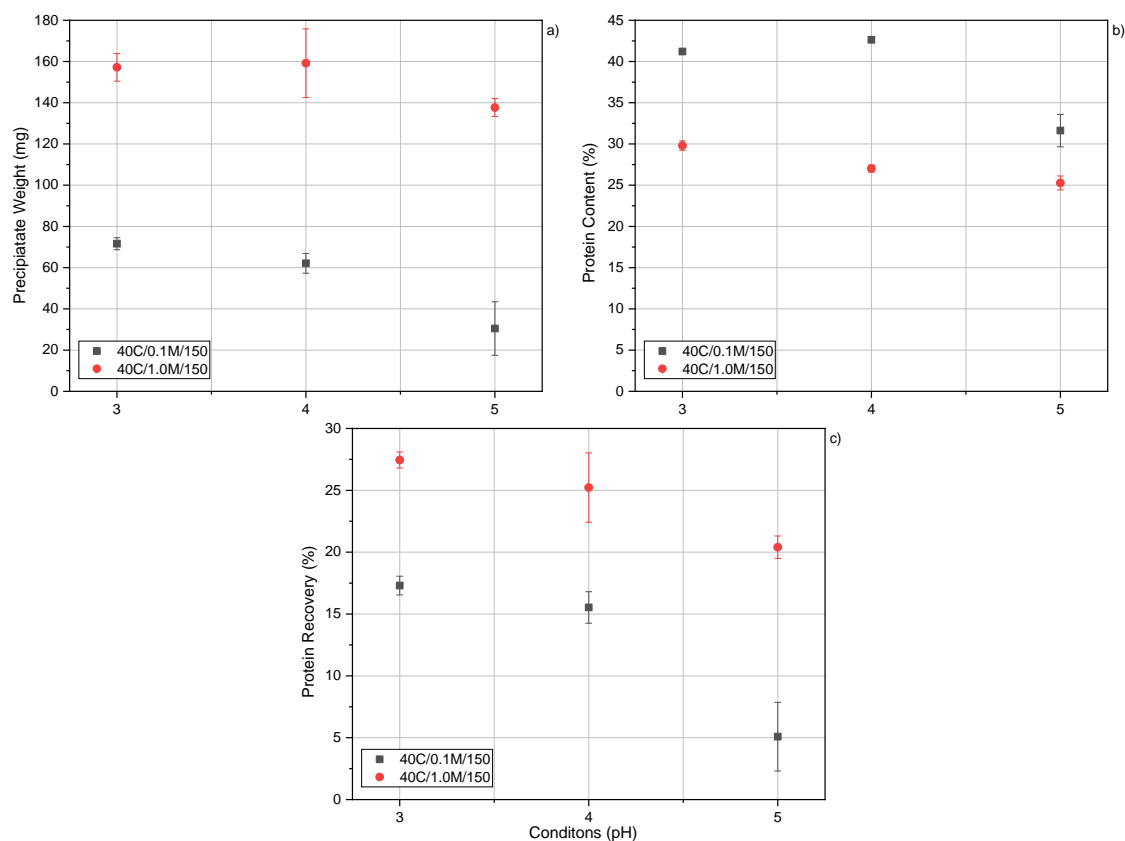 a)
180
160
140
120
100
80
60
40
20
0
Precipiatate Weight (mg)
40C/0.1M/150
40C/1.0M/150
3 4 5
b)
45
40
35
30
25
20
15
10
5
0
Protein Content (%)
40C/0.1M/150
40C/1.0M/150
3 4 5
c)
30
25
20
15
10
5
0
Protein Recovery (%)
40C/0.1M/150
40C/1.0M/150
3 4 5
Conditons (pH)